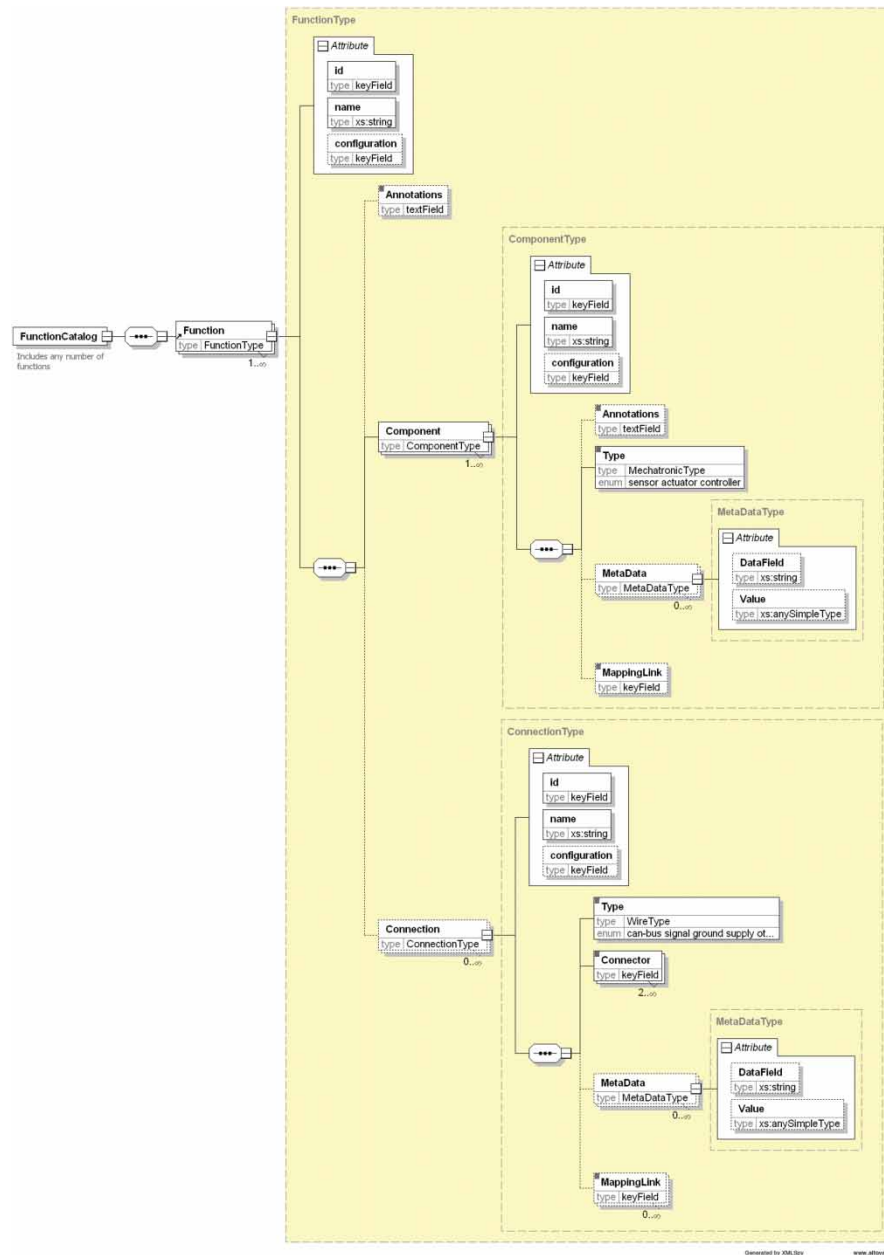 FunctionType
Attribute
id
type keyField
name
type xs:string
configuration
type keyField
Annotations
type textField
ComponentType
Attribute
id
type keyField
name
type xs:string
configuration
type keyField
FunctionCatalog
Includes any number of
functions
Function
type FunctionType
1..∞
Component
type ComponentType
1..∞
Annotations
type textField
Type
type MechatronicType
enum sensor actuator controller
MetaData
type MetaDataType
0..∞
MetaDataType
Attribute
DataField
type xs:string
Value
type xs:anySimpleType
MappingLink
type keyField
ConnectionType
Attribute
id
type keyField
name
type xs:string
configuration
type keyField
Connection
type ConnectionType
0..∞
Type
type WireType
enum can-bus signal ground supply ot...
Connector
type keyField
2..∞
MetaData
type MetaDataType
0..∞
MetaDataType
Attribute
DataField
type xs:string
Value
type xs:anySimpleType
MappingLink
type keyField
0..∞
Generated by XMLSpy